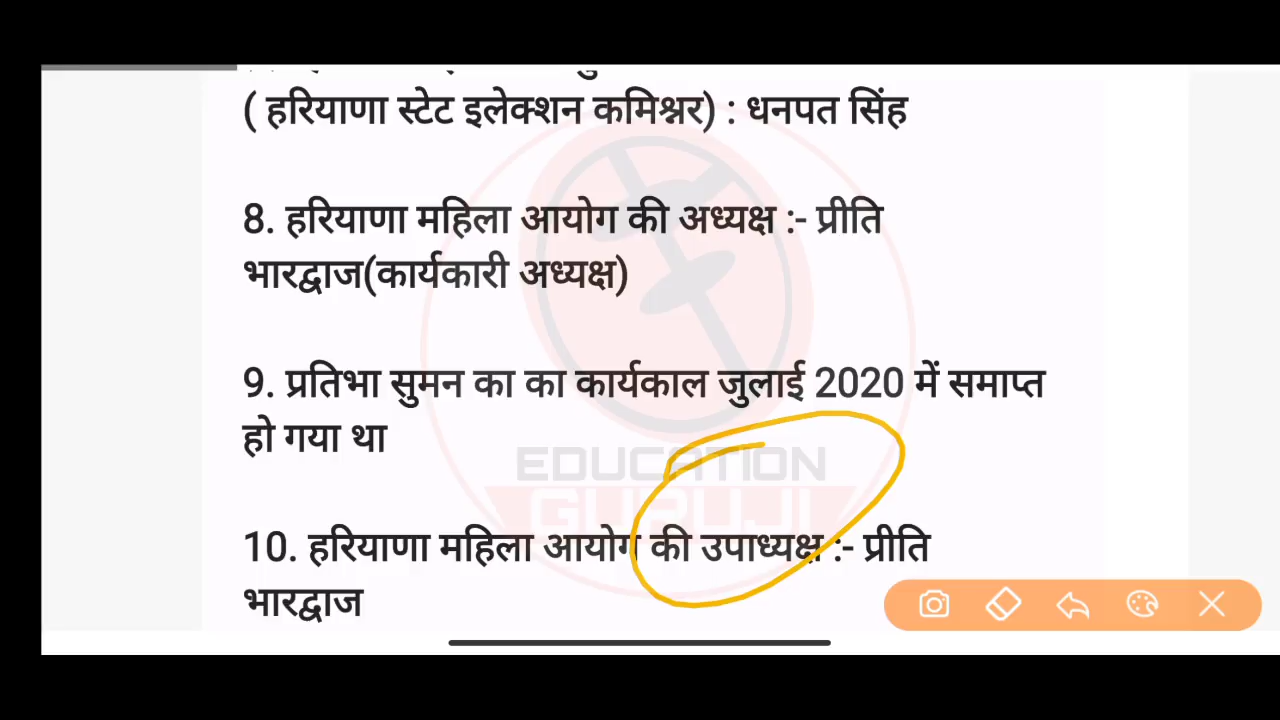 ( हरियाणा स्टेट इलेक्शन कमिश्नर) : धनपत सिंह
8. हरियाणा महिला आयोग की अध्यक्ष :- प्रीति
भारद्वाज(कार्यकारी अध्यक्ष)
9. प्रतिभा सुमन का का कार्यकाल जुलाई 2020 में समाप्त
हो गया था
EDUCATION
GURUJI
10. हरियाणा महिला आयोग की उपाध्यक्ष :- प्रीति
भारद्वाज